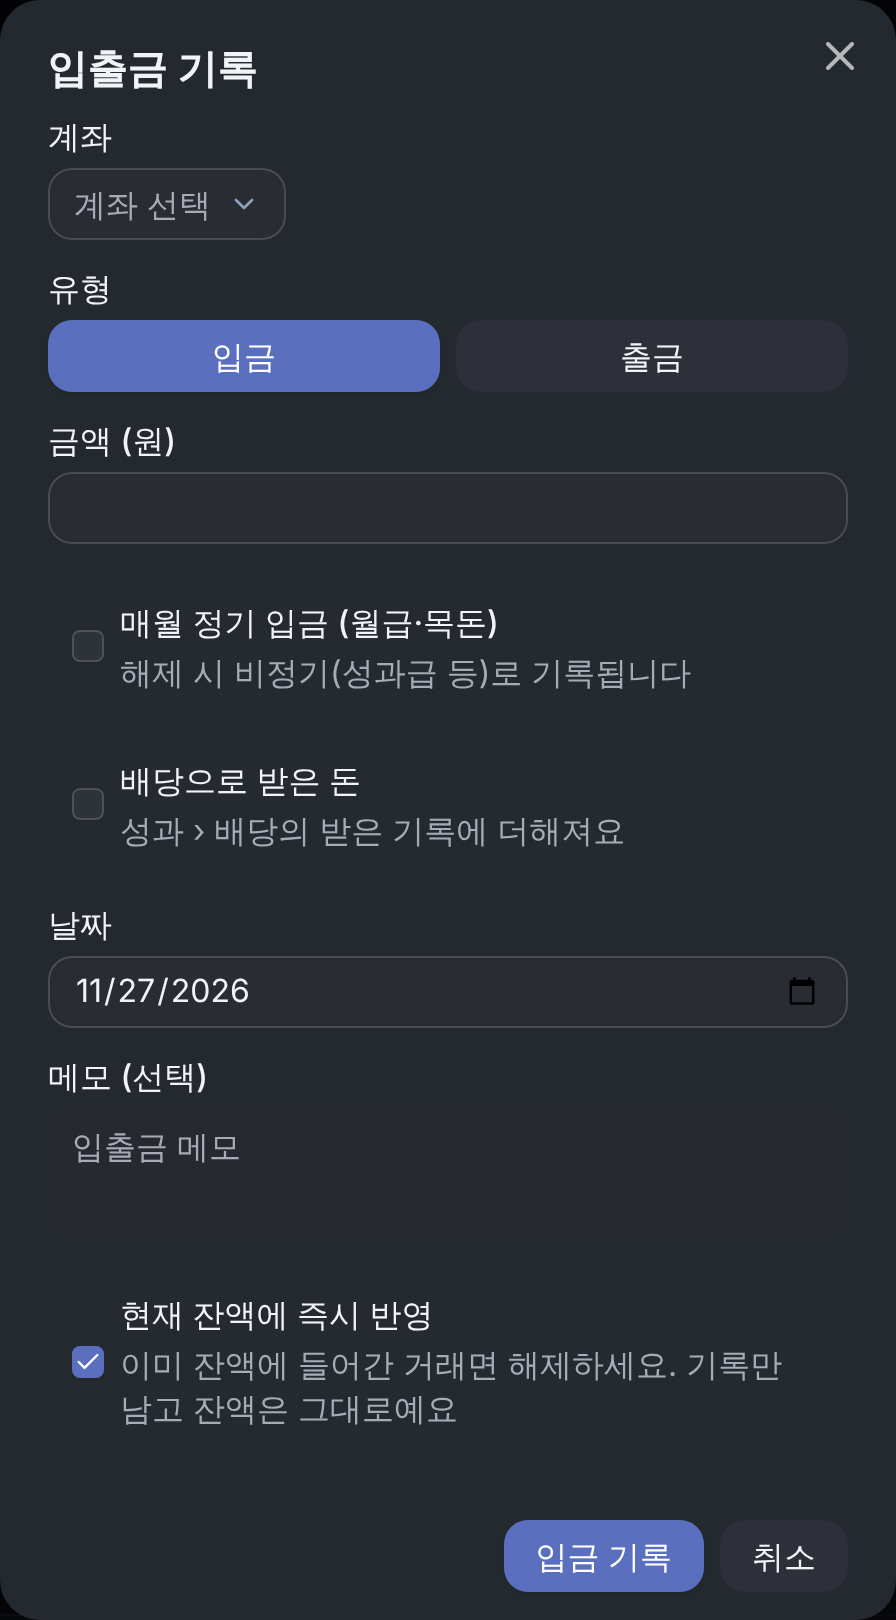 입출금 기록
계좌
계좌 선택
유형
입금
출금
금액 (원)
매월 정기 입금 (월급·목돈)
해제 시 비정기(성과급 등)로 기록됩니다
배당으로 받은 돈
성과 › 배당의 받은 기록에 더해져요
날짜
11/27/2026
메모 (선택)
입출금 메모
현재 잔액에 즉시 반영
이미 잔액에 들어간 거래면 해제하세요. 기록만
남고 잔액은 그대로예요
입금 기록
취소